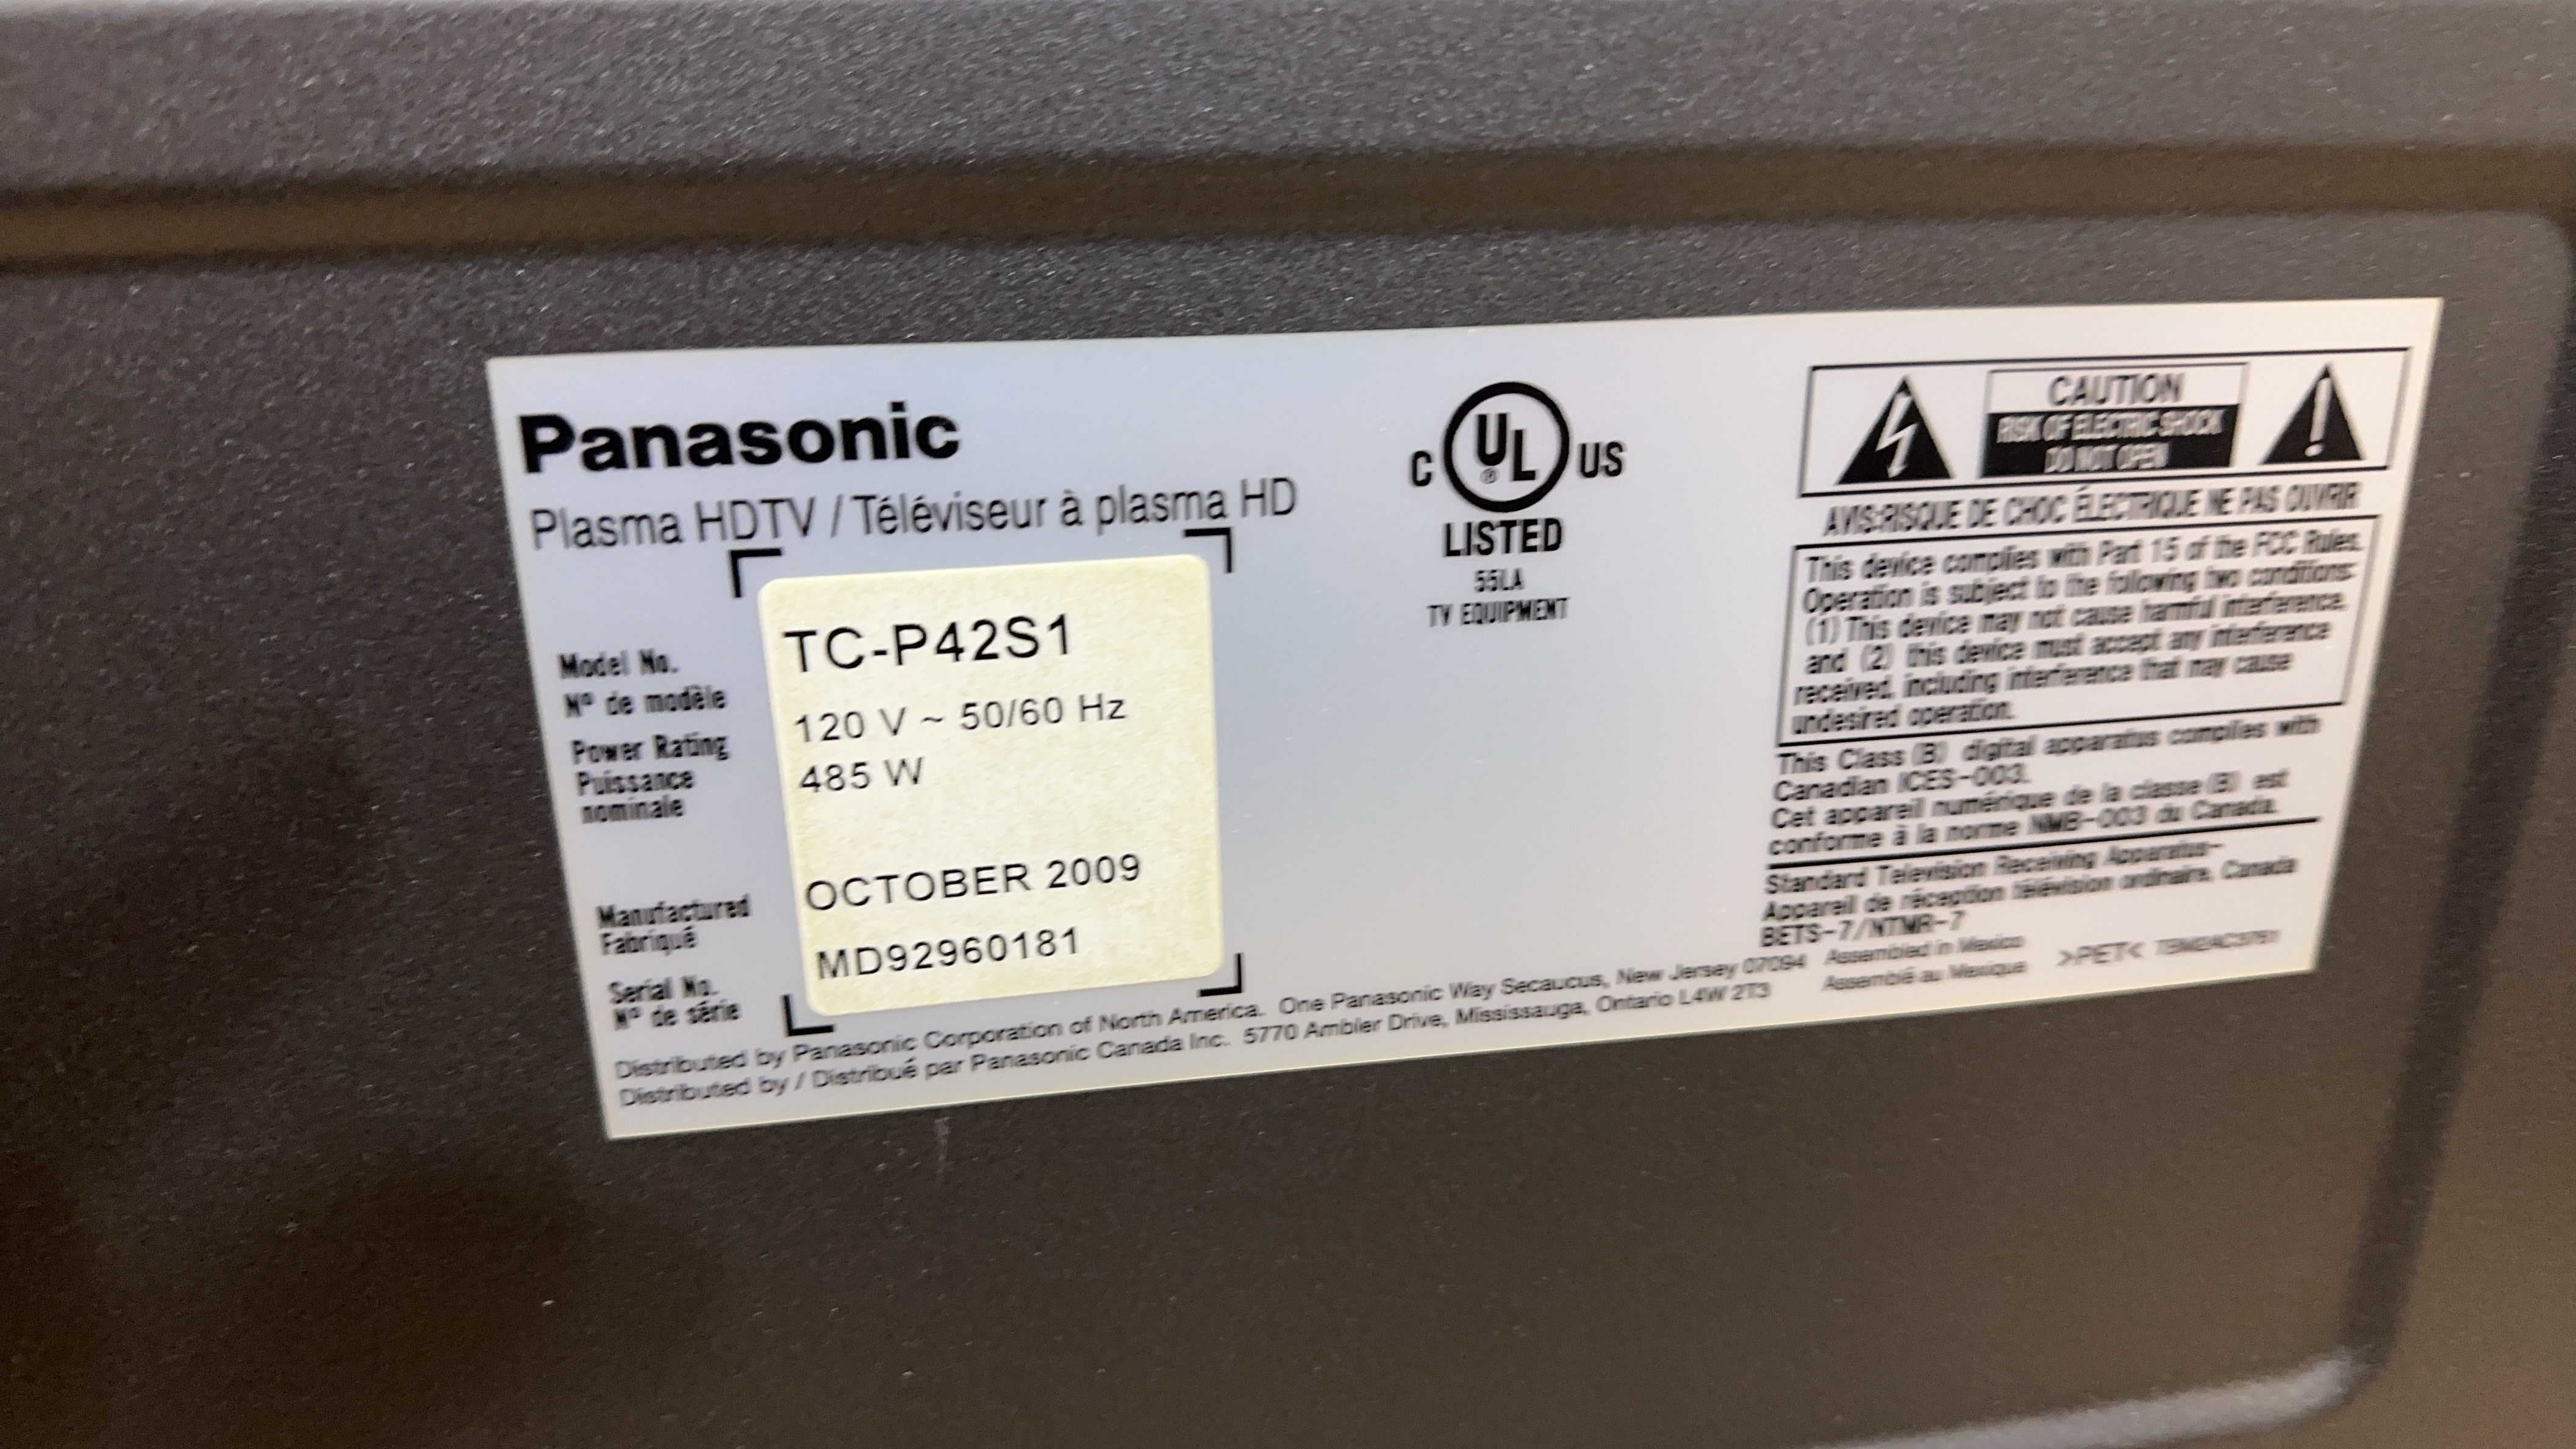 Panasonic
Plasma HDTV / Téléviseur à plasma HD
Model No.
Nº de modèle
TC-P42S1
Power Rating
Puissance
nominale
120 V ~ 50/60 Hz
485 W
Manufactured
Fabriqué
OCTOBER 2009
Serial No.
Nº de série
MD92960181
C UL ® US
LISTED
55LA
TV EQUIPMENT
CAUTION
RISK OF ELECTRIC SHOCK
DO NOT OPEN
AVIS:RISQUE DE CHOC ÉLECTRIQUE NE PAS OUVRIR
This device complies with Part 15 of the FCC Rules.
Operation is subject to the following two conditions:
(1) This device may not cause harmful interference,
and (2) this device must accept any interference
received, including interference that may cause
undesired operation.
This Class (B) digital apparatus complies with
Canadian ICES-003.
Cet appareil numérique de la classe (B) est
conforme à la norme NMB-003 du Canada.
Standard Television Receiving Apparatus-
Appareil de réception télévision ordinaire, Canada
BETS-7/NTMR-7
Distributed by Panasonic Corporation of North America. One Panasonic Way Secaucus, New Jersey 07094
Distributed by / Distribué par Panasonic Canada Inc. 5770 Ambler Drive, Mississauga, Ontario L4W 2T3
Assembled in Mexico
Assemblé au Mexique
>PET<